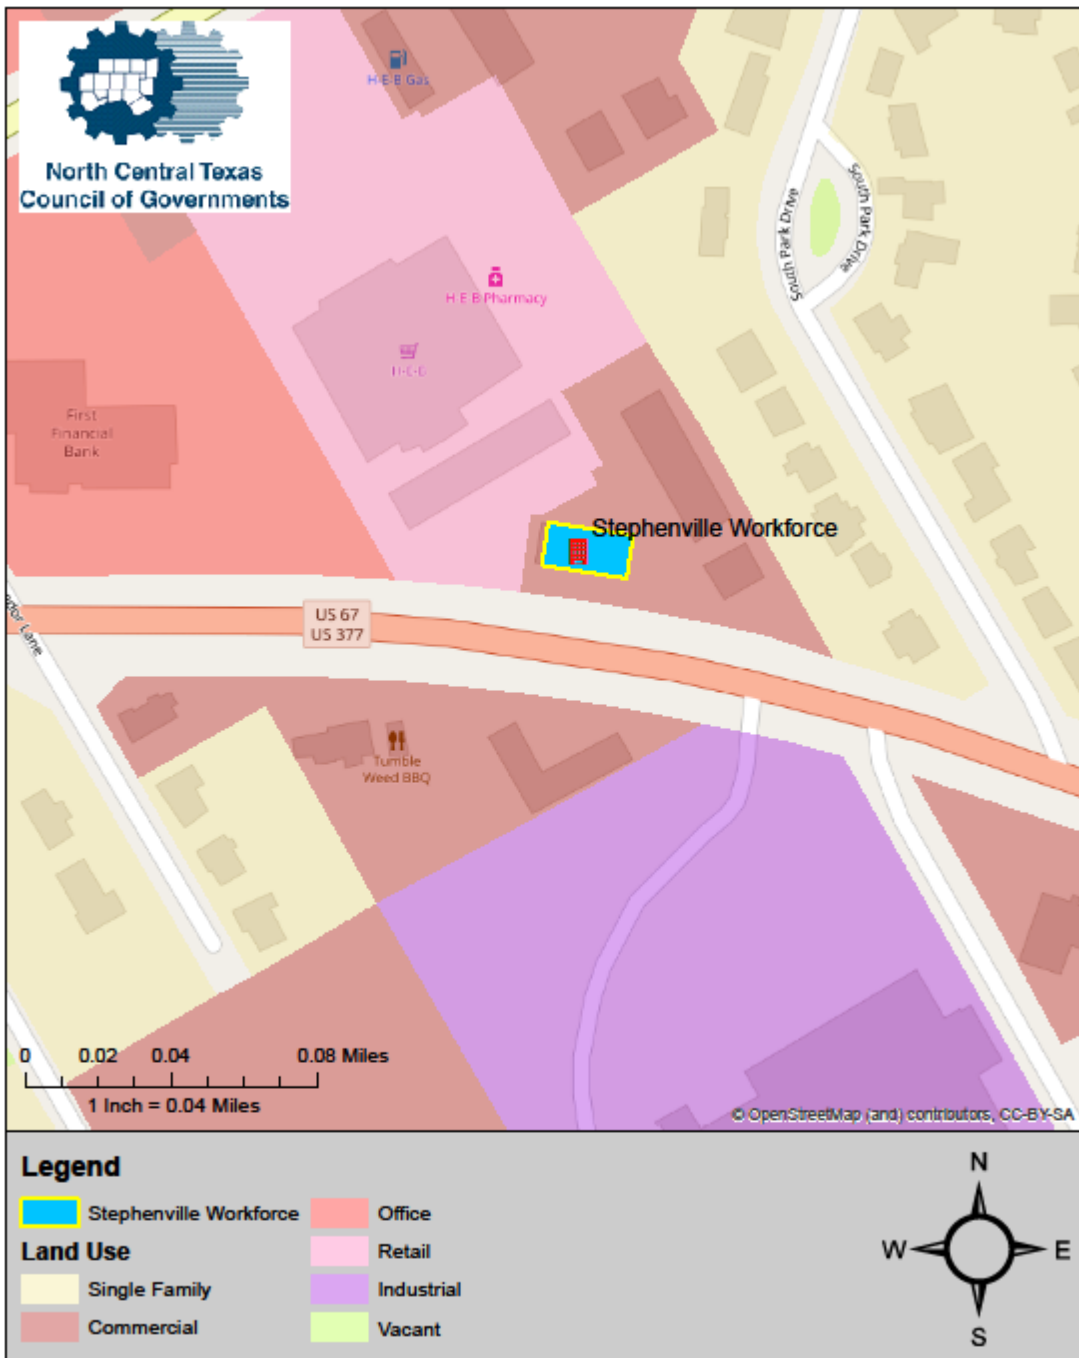 North Central Texas
Council of Governments
H-E-B Gas
South Park Drive
South Park Drive
H E B Pharmacy
H-E-B
First
Financial
Bank
Stephenville Workforce
US 67
US 377
Lane
Tumble
Weed BBQ
0 0.02 0.04 0.08 Miles
1 Inch = 0.04 Miles
© OpenStreetMap (and) contributors, CC-BY-SA
Legend
Stephenville Workforce
Land Use
Single Family
Commercial
Office
Retail
Industrial
Vacant
N
W E
S